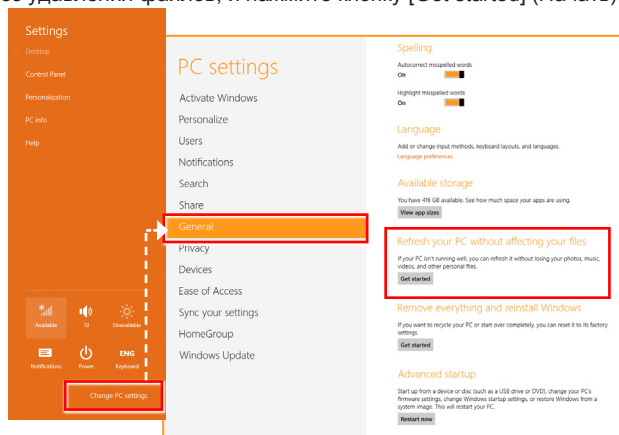 удаления файлов, и нажмите кнопку [Get started] (Начать)
Settings
Desktop
Control Panel
Personalization
PC info
Help
Available
13
Unavailable
Notifications
Power
ENG
Keyboard
Change PC settings
PC settings
Activate Windows
Personalize
Users
Notifications
Search
Share
General
Privacy
Devices
Ease of Access
Sync your settings
HomeGroup
Windows Update
Spelling
Autocorrect misspelled words
On
Highlight misspelled words
On
Language
Add or change input methods, keyboard layouts, and languages.
Language preferences
Available storage
You have 416 GB available. See how much space your apps are using.
View app sizes
Refresh your PC without affecting your files
If your PC isn't running well, you can refresh it without losing your photos, music,
videos, and other personal files.
Get started
Remove everything and reinstall Windows
If you want to recycle your PC or start over completely, you can reset it to its factory
settings.
Get started
Advanced startup
Start up from a device or disc (such as a USB drive or DVD), change your PC's
firmware settings, change Windows startup settings, or restore Windows from a
system image. This will restart your PC.
Restart now